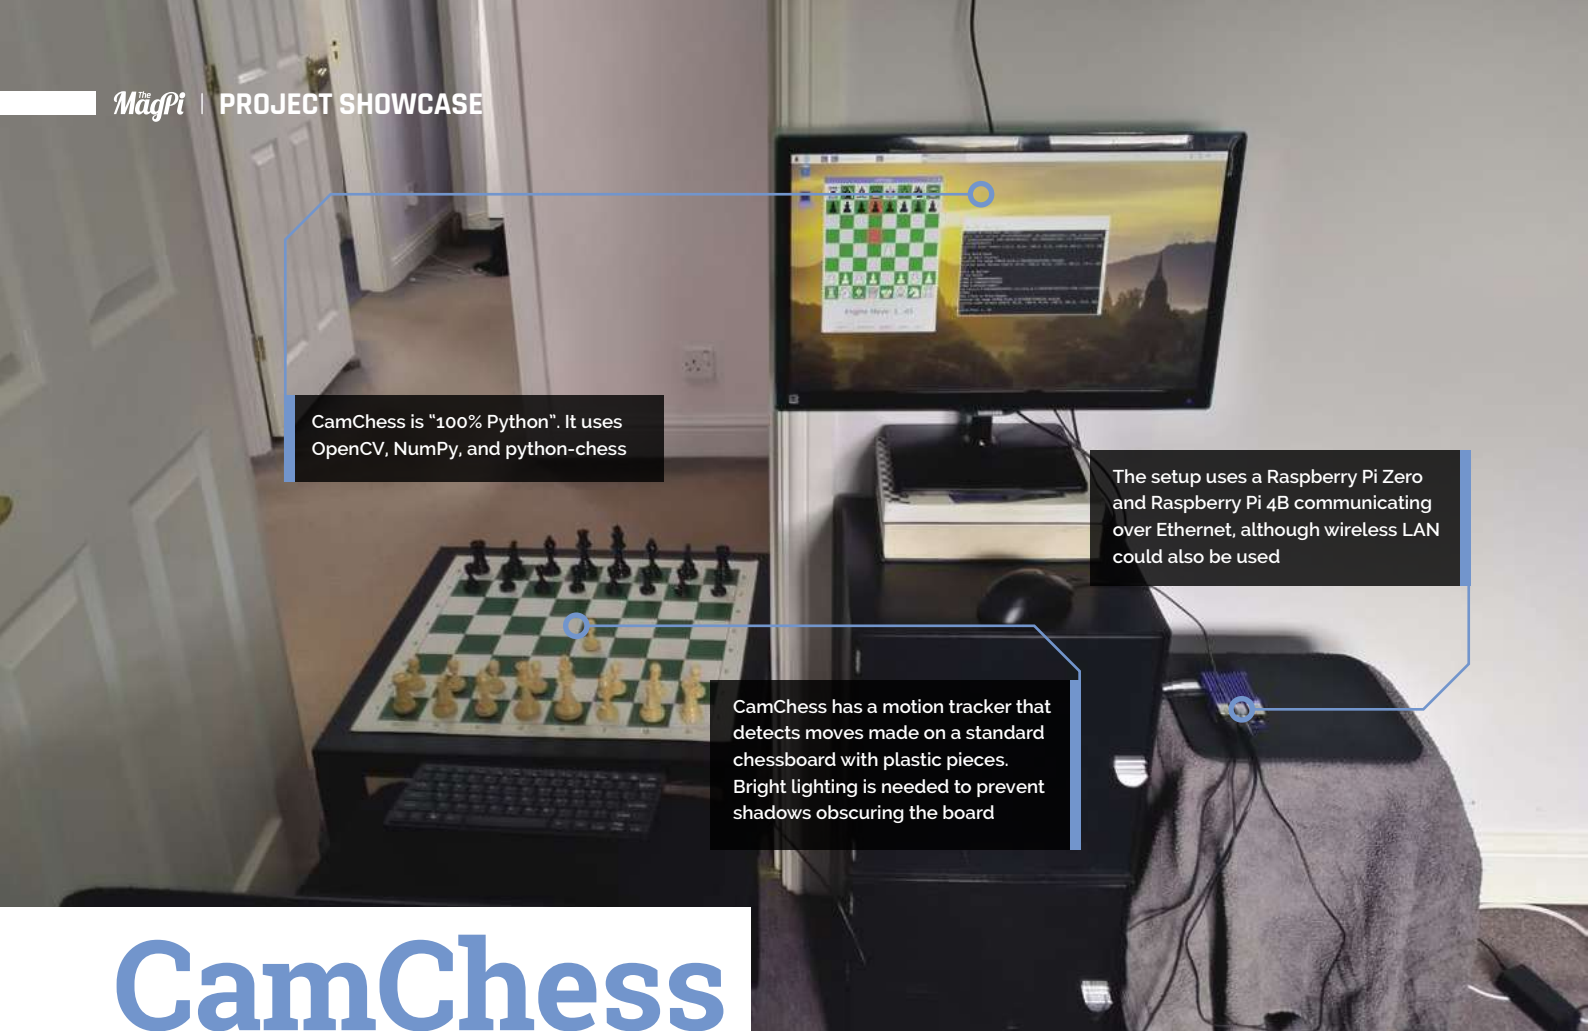 The MagPi | PROJECT SHOWCASE
CamChess is “100% Python”. It uses
OpenCV, NumPy, and python-chess
The setup uses a Raspberry Pi Zero
and Raspberry Pi 4B communicating
over Ethernet, although wireless LAN
could also be used
CamChess has a motion tracker that
detects moves made on a standard
chessboard with plastic pieces.
Bright lighting is needed to prevent
shadows obscuring the board
CamChess